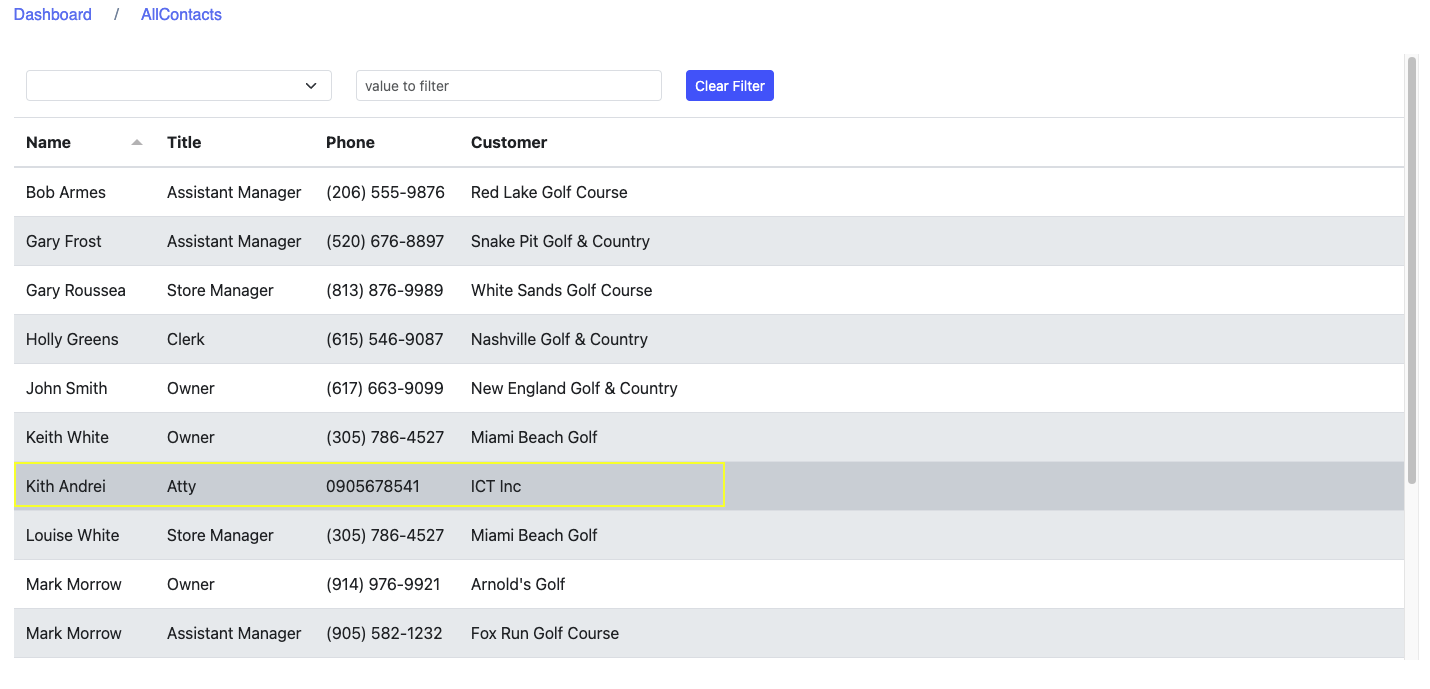 Dashboard / AllContacts
value to filter Clear Filter
Name Title Phone Customer
Bob Armes Assistant Manager (206) 555-9876 Red Lake Golf Course
Gary Frost Assistant Manager (520) 676-8897 Snake Pit Golf & Country
Gary Roussea Store Manager (813) 876-9989 White Sands Golf Course
Holly Greens Clerk (615) 546-9087 Nashville Golf & Country
John Smith Owner (617) 663-9099 New England Golf & Country
Keith White Owner (305) 786-4527 Miami Beach Golf
Kith Andrei Atty 0905678541 ICT Inc
Louise White Store Manager (305) 786-4527 Miami Beach Golf
Mark Morrow Owner (914) 976-9921 Arnold's Golf
Mark Morrow Assistant Manager (905) 582-1232 Fox Run Golf Course